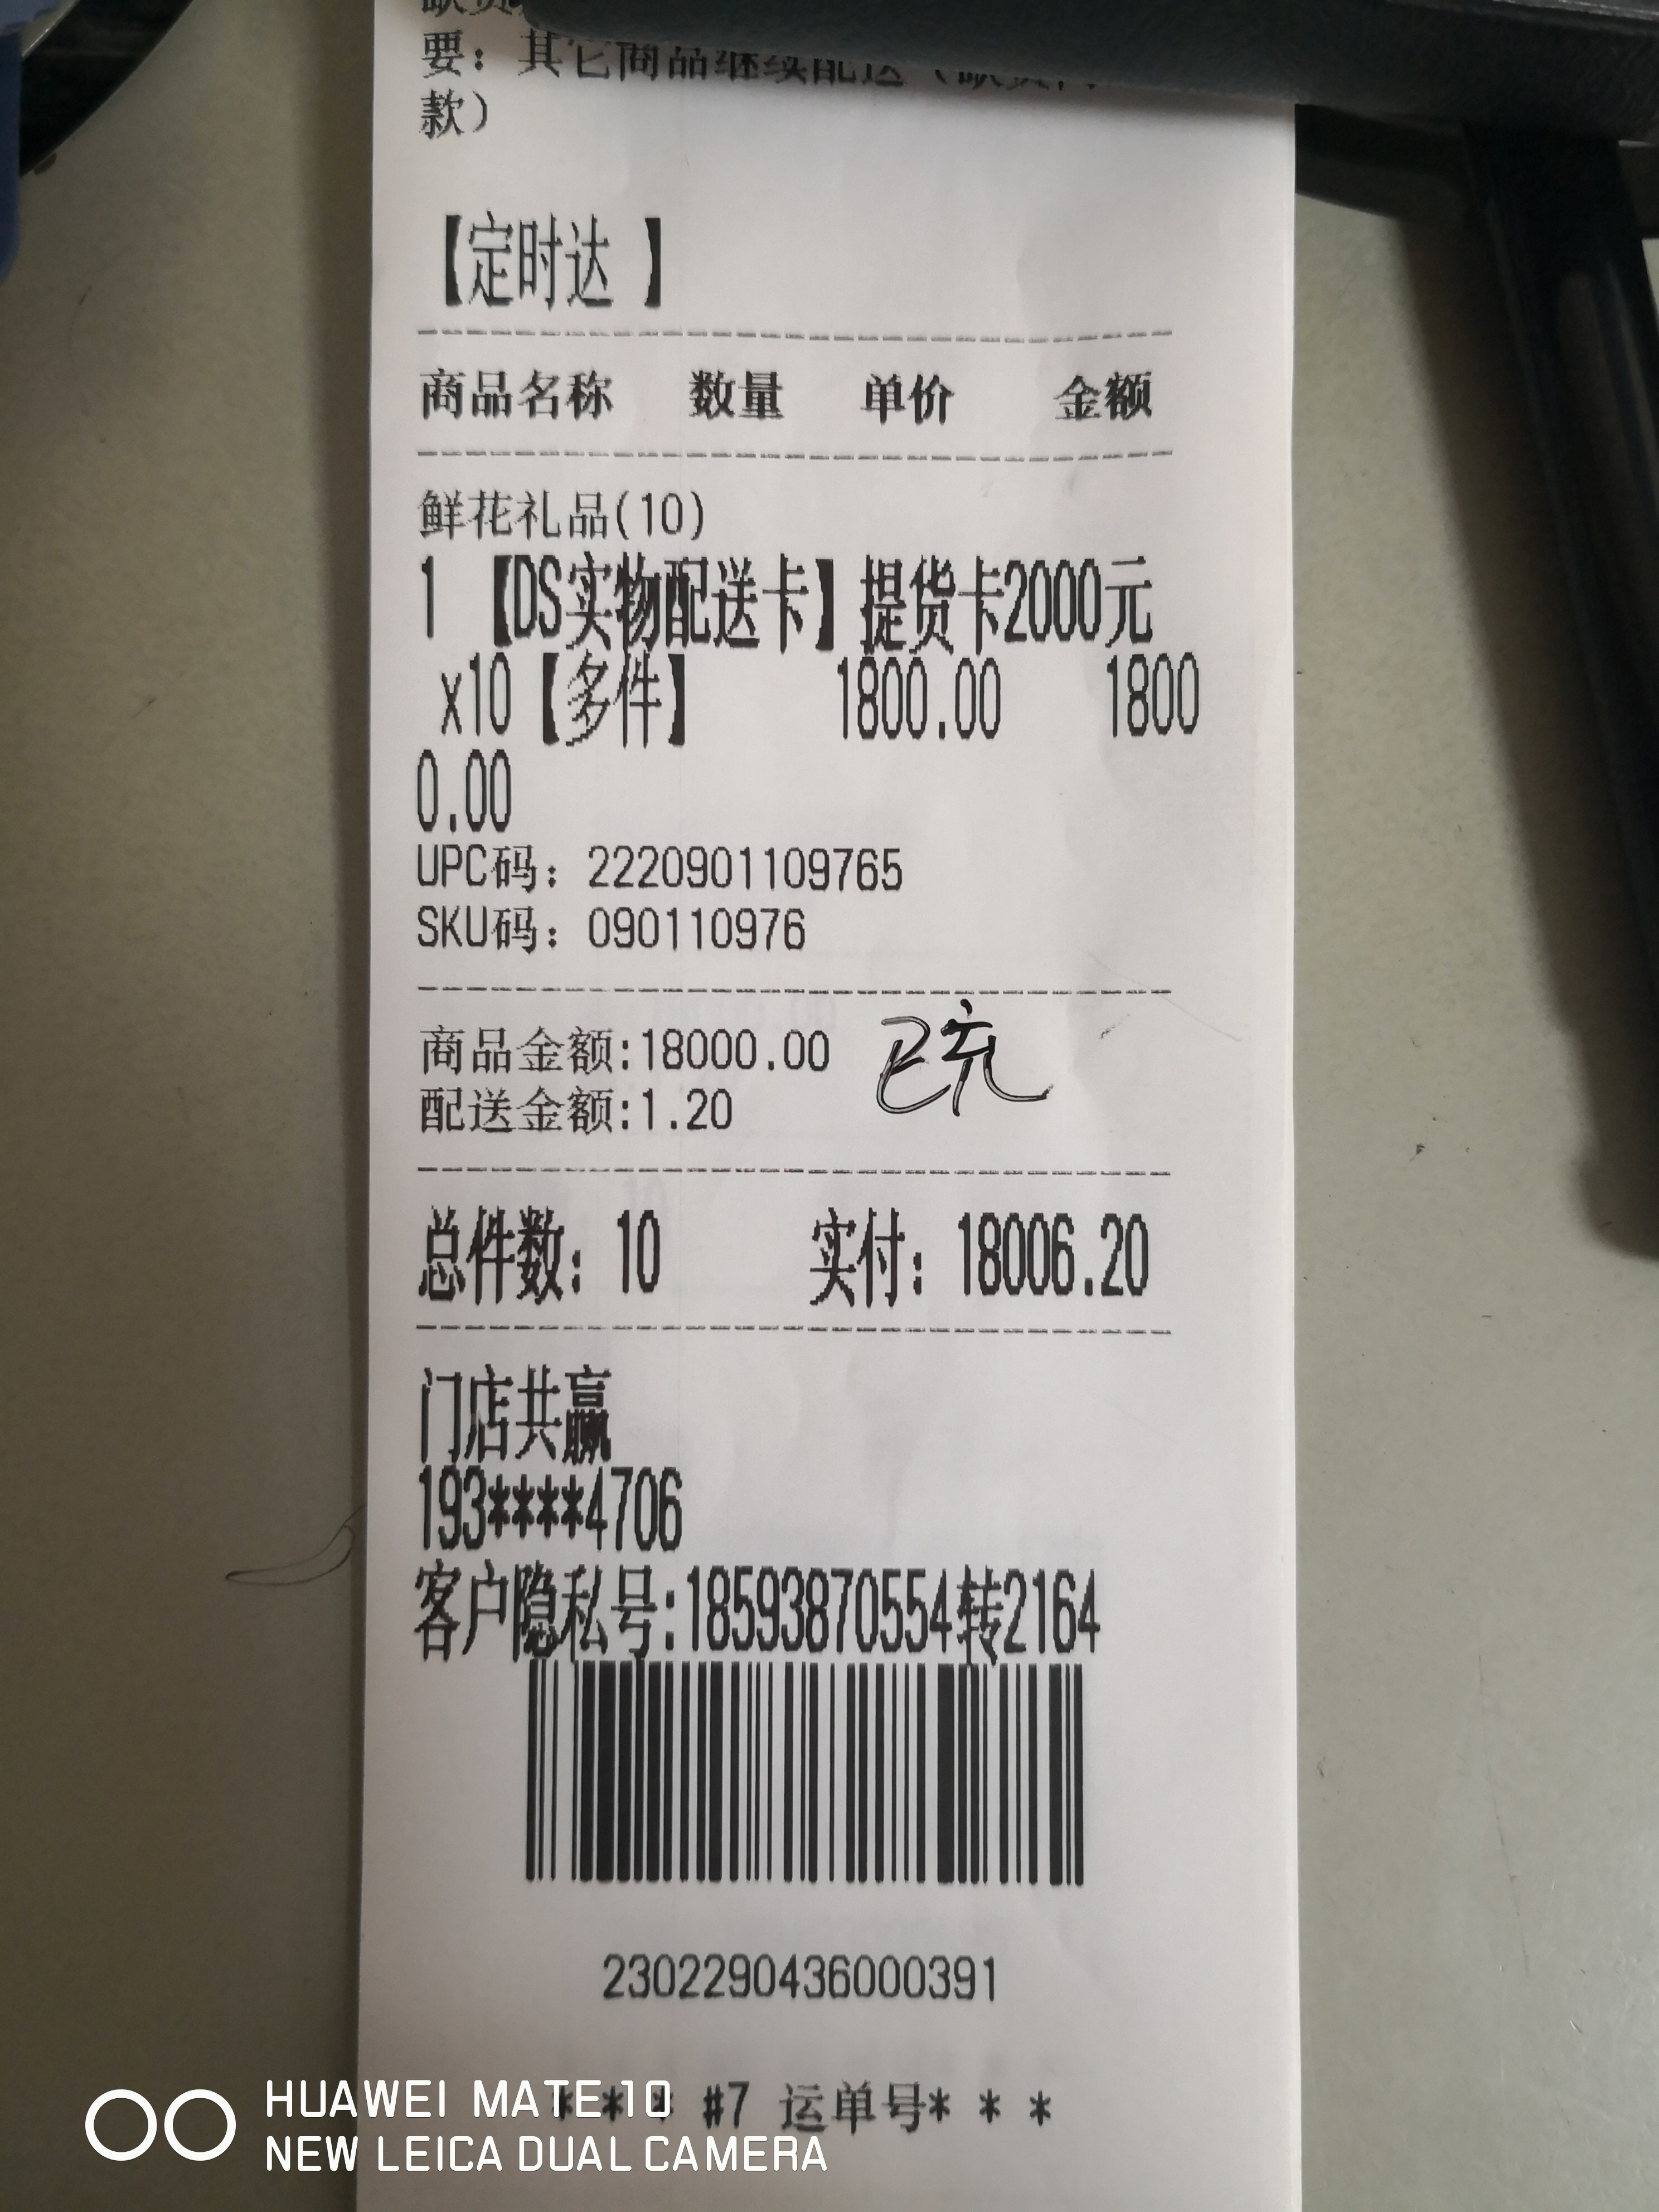 要：其它商品继续配送（缺货
款）
【定时达 】
商品名称 数量 单价 金额
鲜花礼品(10)
1 【DS实物配送卡】提货卡2000元
x10【多件】 1800.00 1800
0.00
UPC码：2220901109765
SKU码：090110976
商品金额:18000.00
已充
配送金额:1.20
总件数：10 实付：18006.20
门店共赢
193****4706
客户隐私号:18593870554转2164
2302290436000391
* * * #7 运单号* * *
HUAWEI MATE 10
NEW LEICA DUAL CAMERA